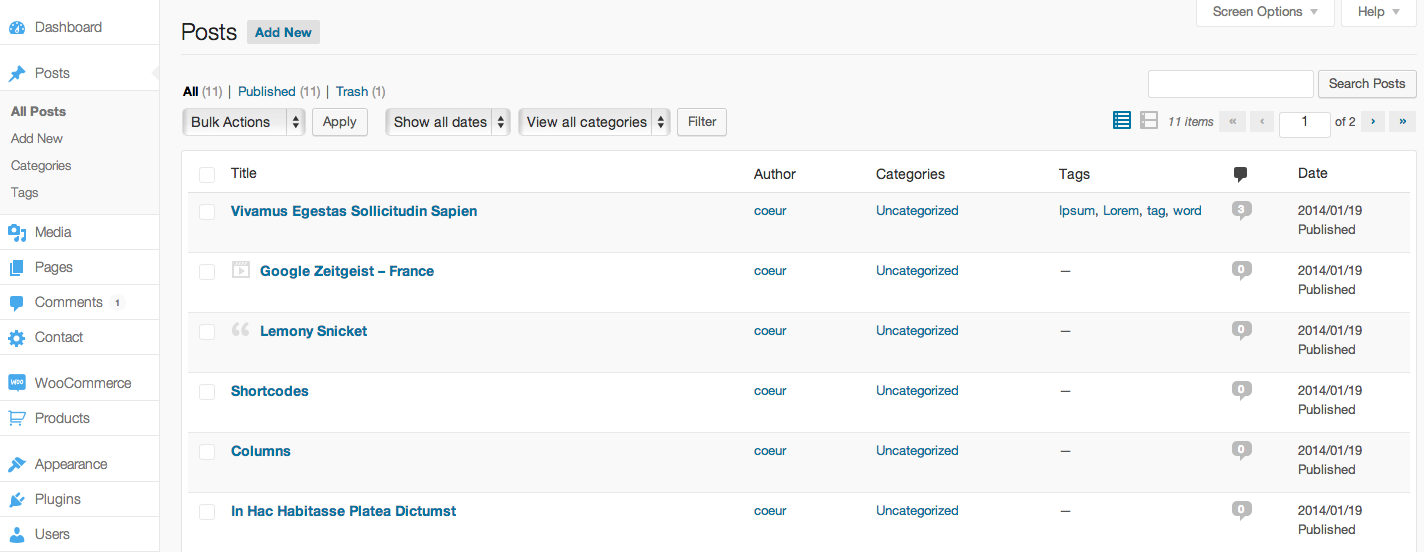 Dashboard
Posts
All Posts
Add New
Categories
Tags
Media
Pages
Comments 1
Contact
WooCommerce
Products
Appearance
Plugins
Users
Screen Options Help
Posts Add New
All (11) | Published (11) | Trash (1)
Search Posts
Bulk Actions Apply Show all dates View all categories Filter
11 items « ‹ 1 of 2 › »
Title Author Categories Tags Date
Vivamus Egestas Sollicitudin Sapien coeur Uncategorized Ipsum, Lorem, tag, word 3 2014/01/19
Published
Google Zeitgeist – France coeur Uncategorized — 0 2014/01/19
Published
Lemony Snicket coeur Uncategorized — 0 2014/01/19
Published
Shortcodes coeur Uncategorized — 0 2014/01/19
Published
Columns coeur Uncategorized — 0 2014/01/19
Published
In Hac Habitasse Platea Dictumst coeur Uncategorized — 0 2014/01/19
Published